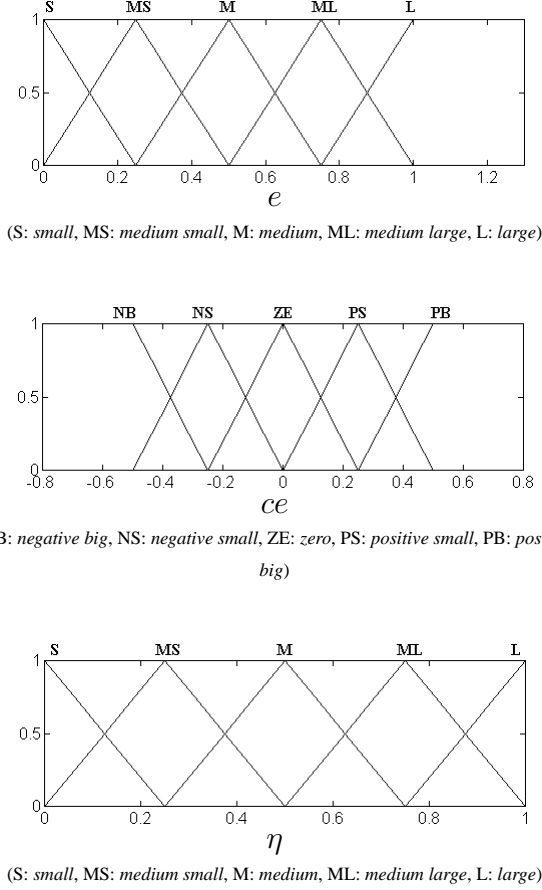 S MS M ML L
1
0.5
0
0 0.2 0.4 0.6 0.8 1 1.2
e
(S: small, MS: medium small, M: medium, ML: medium large, L: large)
NB NS ZE PS PB
1
0.5
0
-0.8 -0.6 -0.4 -0.2 0 0.2 0.4 0.6 0.8
ce
B: negative big, NS: negative small, ZE: zero, PS: positive small, PB: pos
big)
S MS M ML L
1
0.5
0
0 0.2 0.4 0.6 0.8 1
η
(S: small, MS: medium small, M: medium, ML: medium large, L: large)